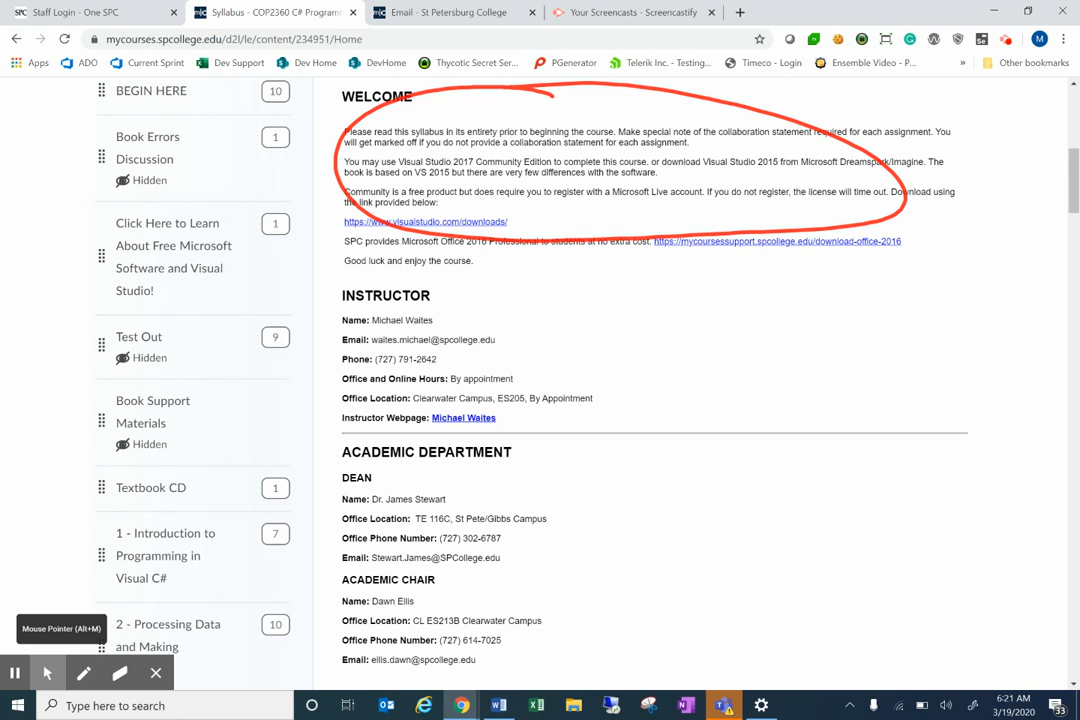 Staff Login - One SPC
Syllabus - COP2360 C# Programm
Email - St Petersburg College
Your Screencasts - Screencastify
mycourses.spcollege.edu/d2l/le/content/234951/Home
M
Apps
ADO
Current Sprint
Dev Support
Dev Home
DevHome
Thycotic Secret Ser...
PGenerator
Telerik Inc. - Testing...
Timeco - Login
Ensemble Video - P...
»
Other bookmarks
BEGIN HERE
10
Book Errors
Discussion
1
Hidden
Click Here to Learn
About Free Microsoft
Software and Visual
Studio!
1
Test Out
9
Hidden
Book Support
Materials
Hidden
Textbook CD
1
1 - Introduction to
Programming in
Visual C#
7
2 - Processing Data
and Making
10
Mouse Pointer (Alt+M)
WELCOME
Please read this syllabus in its entirety prior to beginning the course. Make special note of the collaboration statement required for each assignment. You
will get marked off if you do not provide a collaboration statement for each assignment.
You may use Visual Studio 2017 Community Edition to complete this course. or download Visual Studio 2015 from Microsoft Dreamspark/Imagine. The
book is based on VS 2015 but there are very few differences with the software.
Community is a free product but does require you to register with a Microsoft Live account. If you do not register, the license will time out. Download using
the link provided below:
https://www.visualstudio.com/downloads/
SPC provides Microsoft Office 2016 Professional to students at no extra cost. https://mycoursessupport.spcollege.edu/download-office-2016
Good luck and enjoy the course.
INSTRUCTOR
Name: Michael Waites
Email: waites.michael@spcollege.edu
Phone: (727) 791-2642
Office and Online Hours: By appointment
Office Location: Clearwater Campus, ES205, By Appointment
Instructor Webpage: Michael Waites
ACADEMIC DEPARTMENT
DEAN
Name: Dr. James Stewart
Office Location: TE 116C, St Pete/Gibbs Campus
Office Phone Number: (727) 302-6787
Email: Stewart.James@SPCollege.edu
ACADEMIC CHAIR
Name: Dawn Ellis
Office Location: CL ES213B Clearwater Campus
Office Phone Number: (727) 614-7025
Email: ellis.dawn@spcollege.edu
Type here to search
6:21 AM
3/19/2020
33